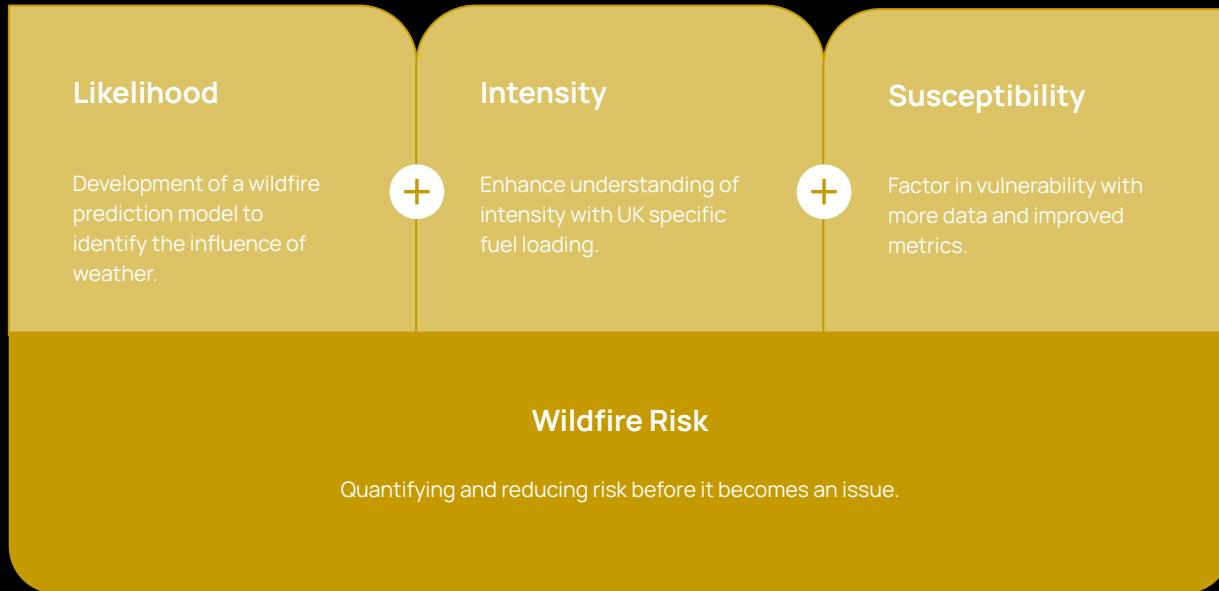 Likelihood
Development of a wildfire
prediction model to
identify the influence of
weather.
+
Intensity
Enhance understanding of
intensity with UK specific
fuel loading.
+
Susceptibility
Factor in vulnerability with
more data and improved
metrics.
Wildfire Risk
Quantifying and reducing risk before it becomes an issue.